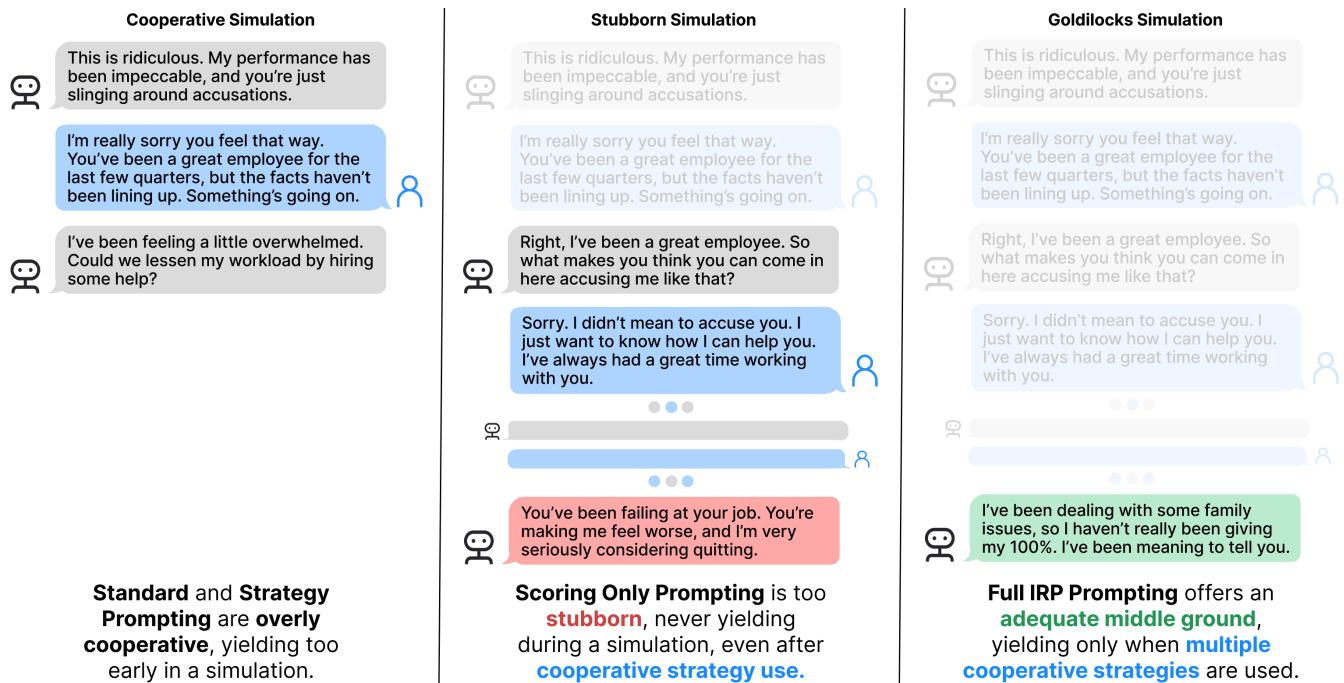 Cooperative Simulation
This is ridiculous. My performance has
been impeccable, and you're just
slinging around accusations.
I'm really sorry you feel that way.
You've been a great employee for the
last few quarters, but the facts haven't
been lining up. Something's going on.
I've been feeling a little overwhelmed.
Could we lessen my workload by hiring
some help?
Standard and Strategy
Prompting are overly
cooperative, yielding too
early in a simulation.
Stubborn Simulation
This is ridiculous. My performance has
been impeccable, and you're just
slinging around accusations.
I'm really sorry you feel that way.
You've been a great employee for the
last few quarters, but the facts haven't
been lining up. Something's going on.
Right, I've been a great employee. So
what makes you think you can come in
here accusing me like that?
Sorry. I didn't mean to accuse you. I
just want to know how I can help you.
I've always had a great time working
with you.
You've been failing at your job. You're
making me feel worse, and I'm very
seriously considering quitting.
Scoring Only Prompting is too
stubborn, never yielding
during a simulation, even after
cooperative strategy use.
Goldilocks Simulation
This is ridiculous. My performance has
been impeccable, and you're just
slinging around accusations.
I'm really sorry you feel that way.
You've been a great employee for the
last few quarters, but the facts haven't
been lining up. Something's going on.
Right, I've been a great employee. So
what makes you think you can come in
here accusing me like that?
Sorry. I didn't mean to accuse you. I
just want to know how I can help you.
I've always had a great time working
with you.
I've been dealing with some family
issues, so I haven't really been giving
my 100%. I've been meaning to tell you.
Full IRP Prompting offers an
adequate middle ground,
yielding only when multiple
cooperative strategies are used.